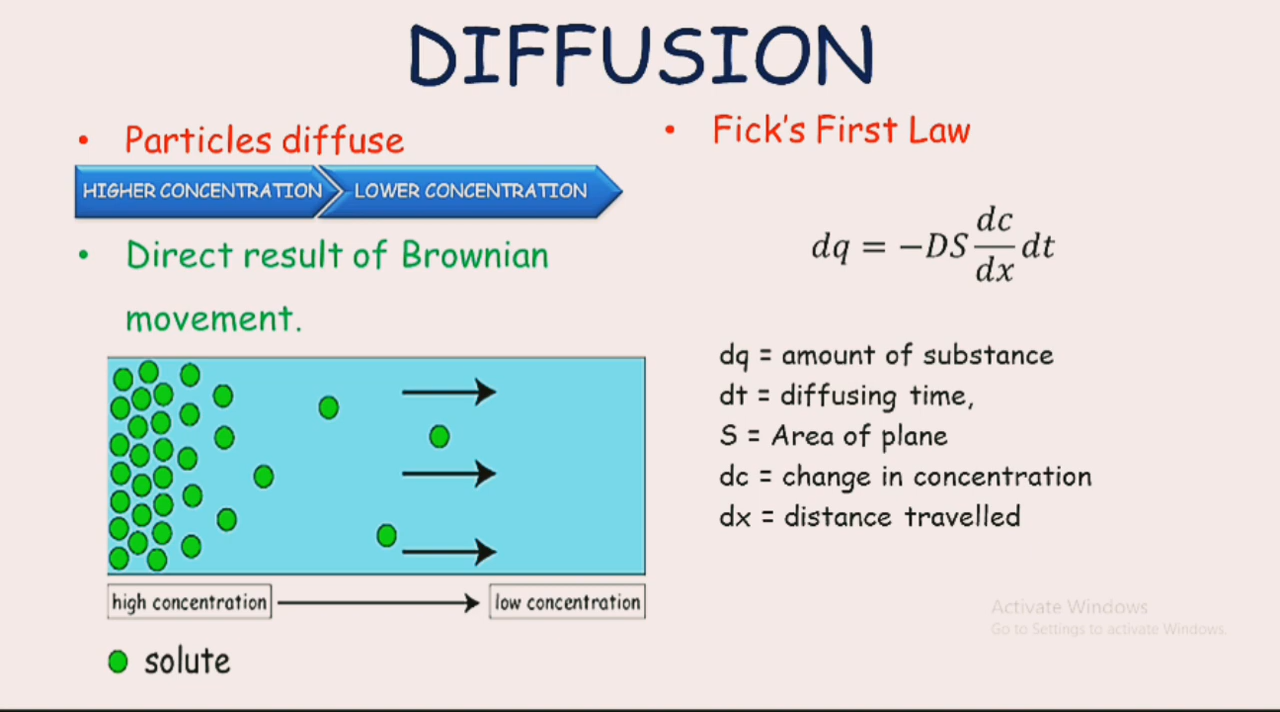 DIFFUSION
• Particles diffuse
HIGHER CONCENTRATION LOWER CONCENTRATION
• Direct result of Brownian
movement.
high concentration low concentration
solute
• Fick's First Law
dq = −DS dc/dx dt
dq = amount of substance
dt = diffusing time,
S = Area of plane
dc = change in concentration
dx = distance travelled
Activate Windows
Go to Settings to activate Windows.